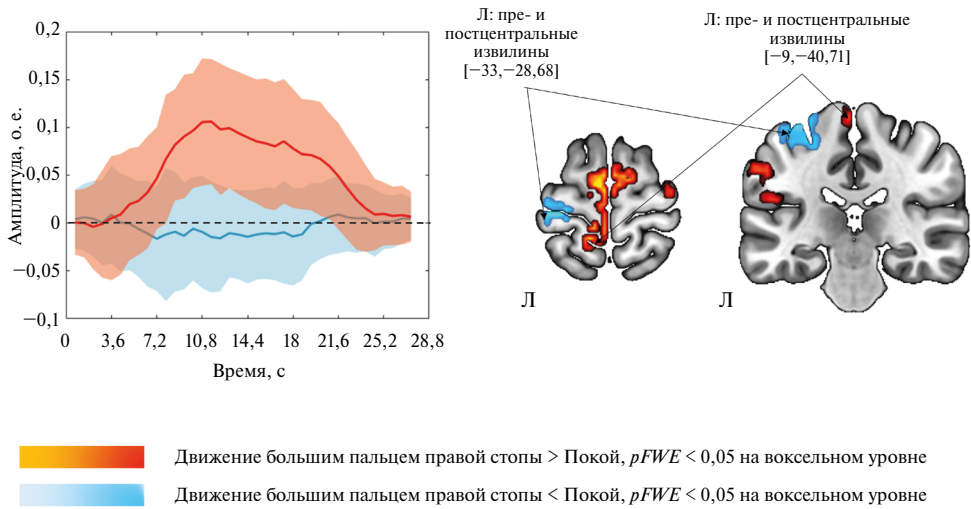 Л: пре- и
постцентральные
извилины
[−33,−28,68]
Л: пре- и постцентральные
извилины
[−9,−40,71]
Амплитуда, о. е.
0,2
0,15
0,1
0,05
0
−0,05
−0,1
0 3,6 7,2 10,8 14,4 18 21,6 25,2 28,8
Время, с
Л
Л
Движение большим пальцем правой стопы > Покой, pFWE < 0,05 на воксельном уровне
Движение большим пальцем правой стопы < Покой, pFWE < 0,05 на воксельном уровне